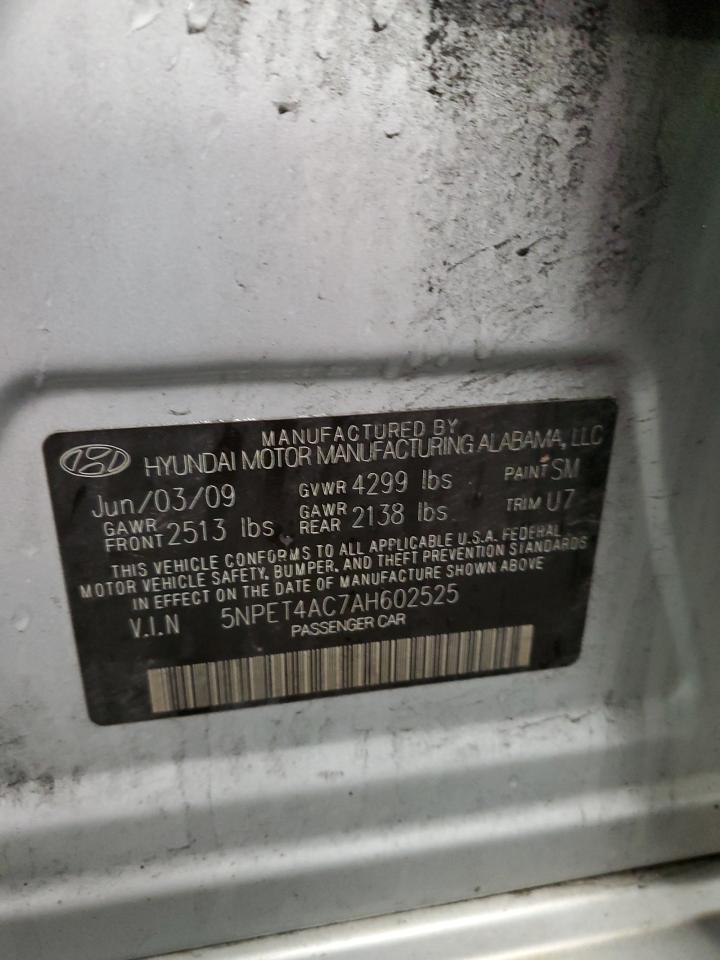 MANUFACTURED BY
HYUNDAI MOTOR MANUFACTURING ALABAMA, LLC
Jun/03/09 GVWR 4299 lbs PAINT SM
GAWR FRONT 2513 lbs GAWR REAR 2138 lbs TRIM U7
THIS VEHICLE CONFORMS TO ALL APPLICABLE U.S.A. FEDERAL
MOTOR VEHICLE SAFETY, BUMPER, AND THEFT PREVENTION STANDARDS
IN EFFECT ON THE DATE OF MANUFACTURE SHOWN ABOVE
V.I.N 5NPET4AC7AH602525
PASSENGER CAR